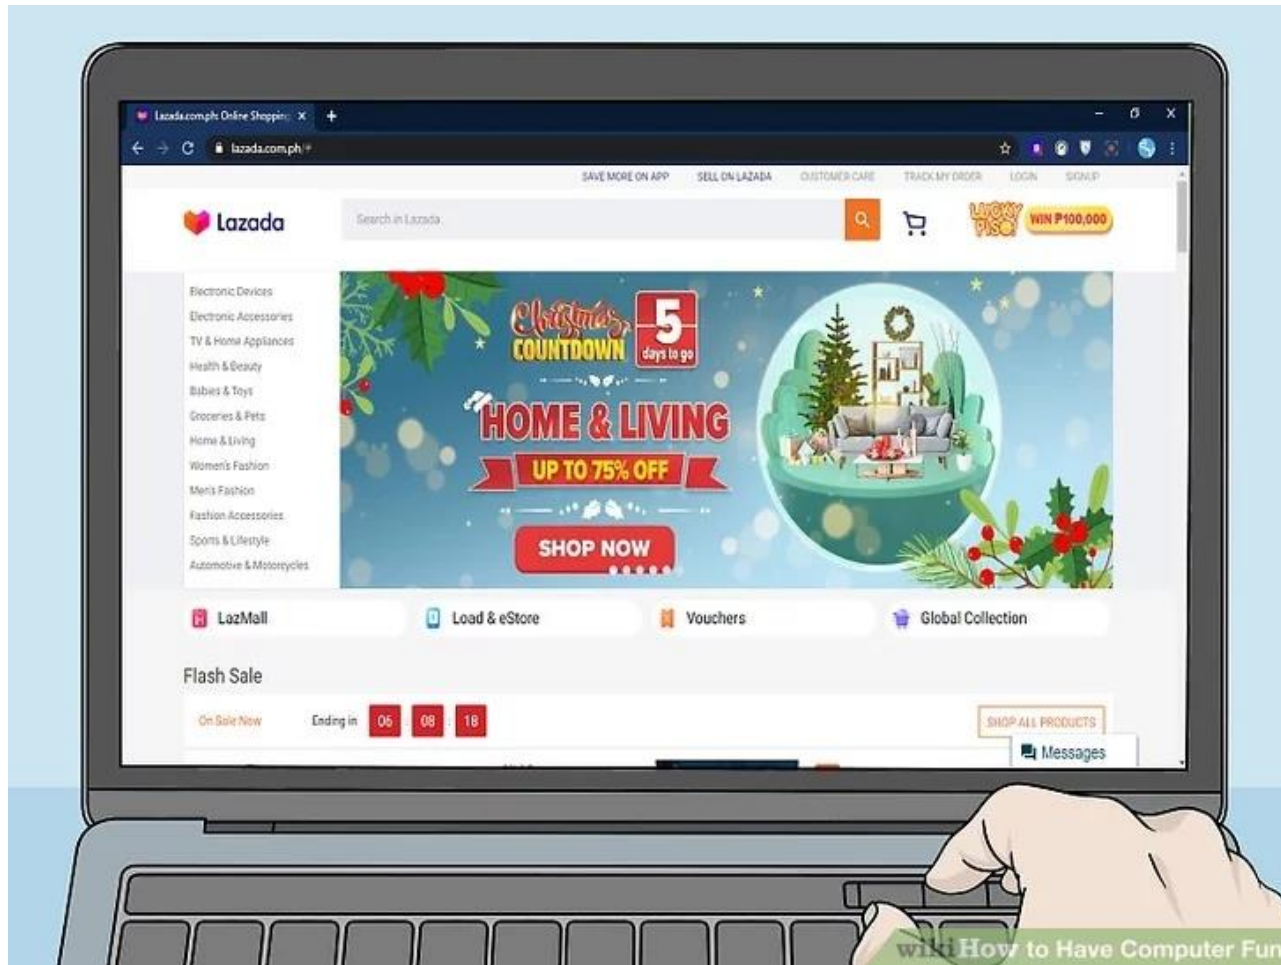 Lazada.com.ph: Online Shopping
lazada.com.ph/#
SAVE MORE ON APP SELL ON LAZADA CUSTOMER CARE TRACK MY ORDER LOGIN SIGNUP
Lazada
Search in Lazada
LUCKY PISO!
WIN ₱100,000
Electronic Devices
Electronic Accessories
TV & Home Appliances
Health & Beauty
Babies & Toys
Groceries & Pets
Home & Living
Women's Fashion
Men's Fashion
Fashion Accessories
Sports & Lifestyle
Automotive & Motorcycles
Christmas
COUNTDOWN
5
days to go
HOME & LIVING
UP TO 75% OFF
SHOP NOW
LazMall Load & eStore Vouchers Global Collection
Flash Sale
On Sale Now Ending in 06 : 08 : 18 SHOP ALL PRODUCTS
Messages
wikiHow to Have Computer Fun